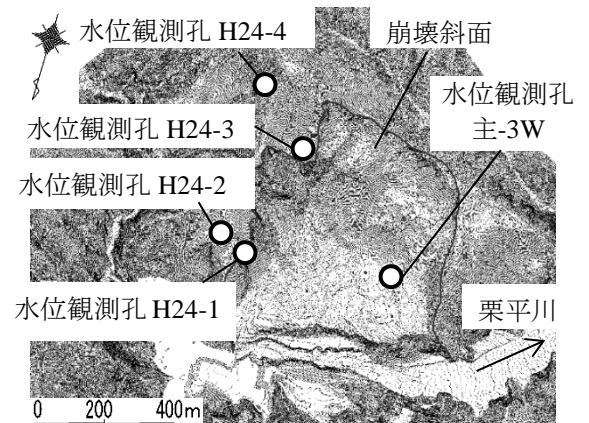 水位観測孔 H24-4
崩壊斜面
水位観測孔
主-3W
水位観測孔 H24-3
水位観測孔 H24-2
水位観測孔 H24-1
栗平川
0 200 400m